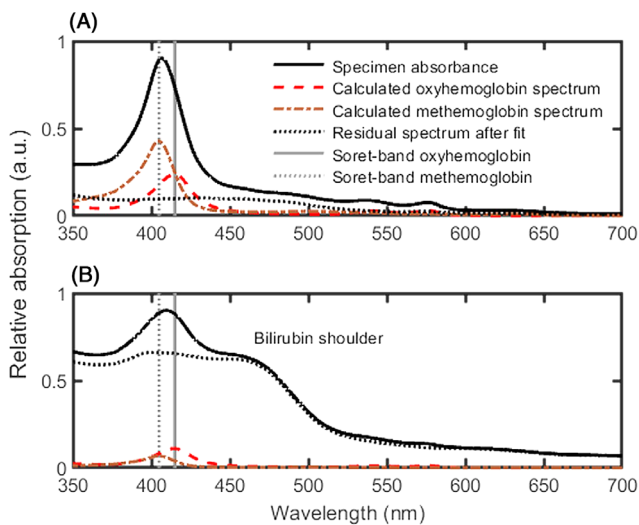 (A)
1
0.5
0
Specimen absorbance
Calculated oxyhemoglobin spectrum
Calculated methemoglobin spectrum
Residual spectrum after fit
Soret-band oxyhemoglobin
Soret-band methemoglobin
350 400 450 500 550 600 650 700
Relative absorption (a.u.)
(B)
1
0.5
0
Bilirubin shoulder
350 400 450 500 550 600 650 700
Wavelength (nm)